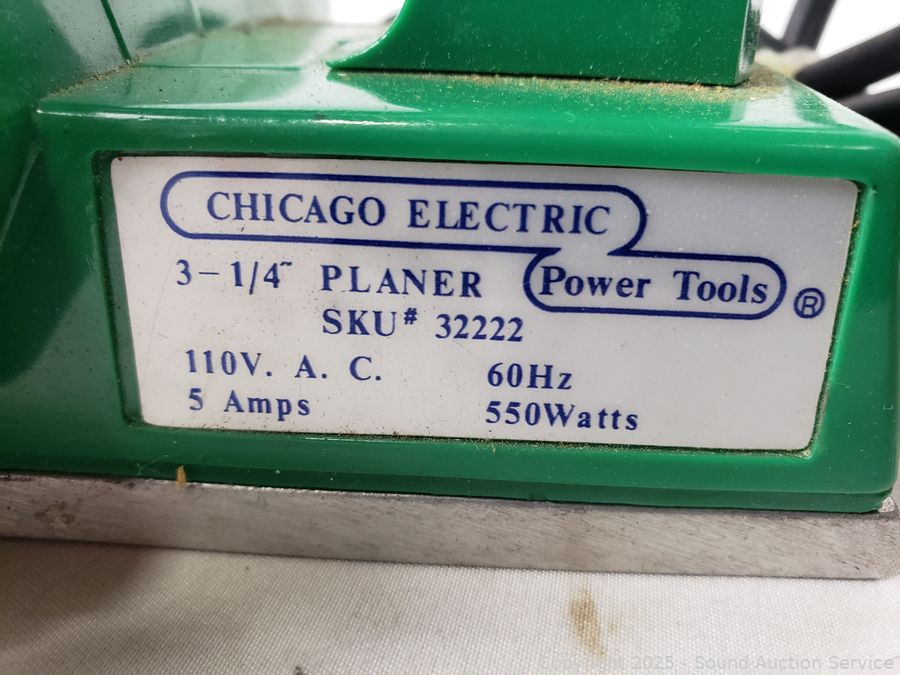 CHICAGO ELECTRIC
Power Tools ®
3-1/4" PLANER
SKU# 32222
110V. A. C. 60Hz
5 Amps 550Watts
Copyright 2025 - Sound Auction Service